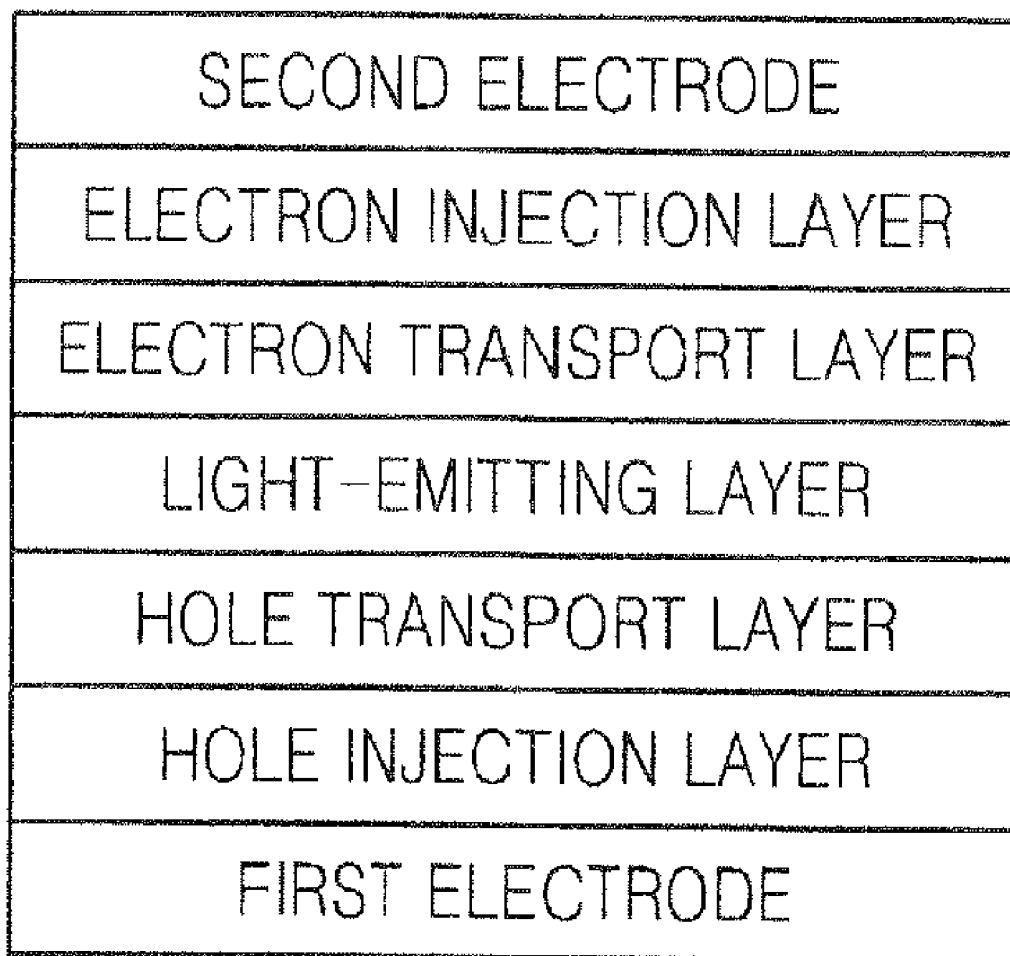 SECOND ELECTRODE
ELECTRON INJECTION LAYER
ELECTRON TRANSPORT LAYER
LIGHT-EMITTING LAYER
HOLE TRANSPORT LAYER
HOLE INJECTION LAYER
FIRST ELECTRODE